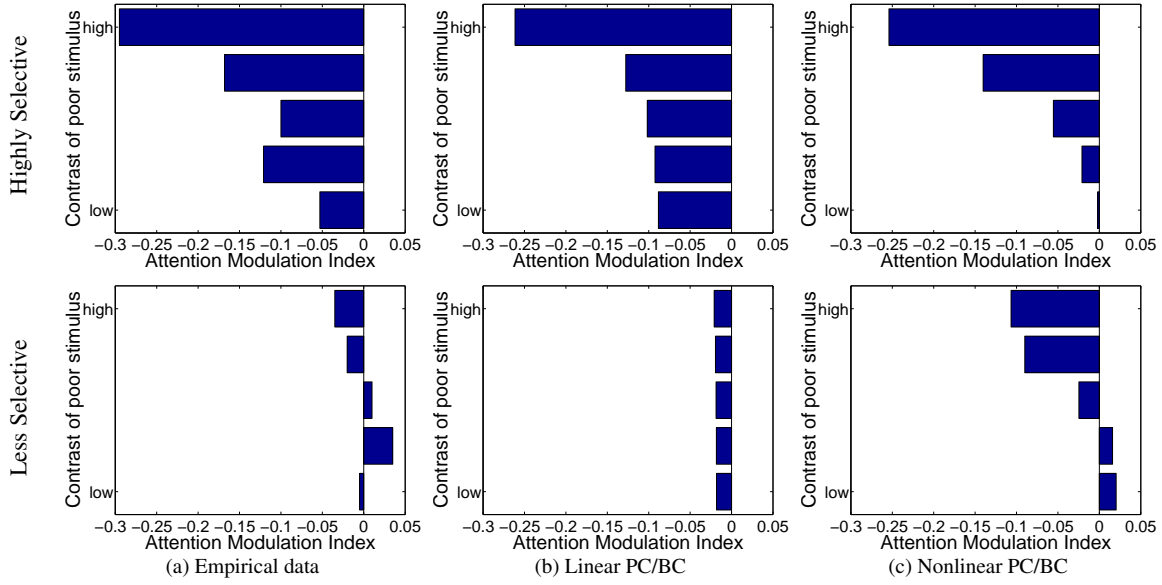 Highly Selective
Contrast of poor stimulus
high
low
−0.3 −0.25 −0.2 −0.15 −0.1 −0.05 0 0.05
Attention Modulation Index
Contrast of poor stimulus
high
low
−0.3 −0.25 −0.2 −0.15 −0.1 −0.05 0 0.05
Attention Modulation Index
Contrast of poor stimulus
high
low
−0.3 −0.25 −0.2 −0.15 −0.1 −0.05 0 0.05
Attention Modulation Index
Less Selective
Contrast of poor stimulus
high
low
−0.3 −0.25 −0.2 −0.15 −0.1 −0.05 0 0.05
Attention Modulation Index
(a) Empirical data
Contrast of poor stimulus
high
low
−0.3 −0.25 −0.2 −0.15 −0.1 −0.05 0 0.05
Attention Modulation Index
(b) Linear PC/BC
Contrast of poor stimulus
high
low
−0.3 −0.25 −0.2 −0.15 −0.1 −0.05 0 0.05
Attention Modulation Index
(c) Nonlinear PC/BC